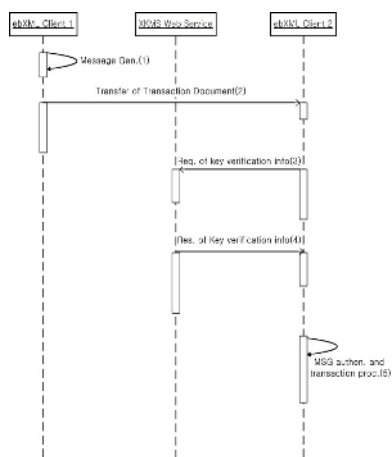 ebXML Client 1
XKMS Web Service
ebXML Client 2
Message Gen.(1)
Transfer of Transaction Document(2)
Req. of key verification info(3)
Res. of Key verification info(4)
MSG authen. and
transaction proc.(5)